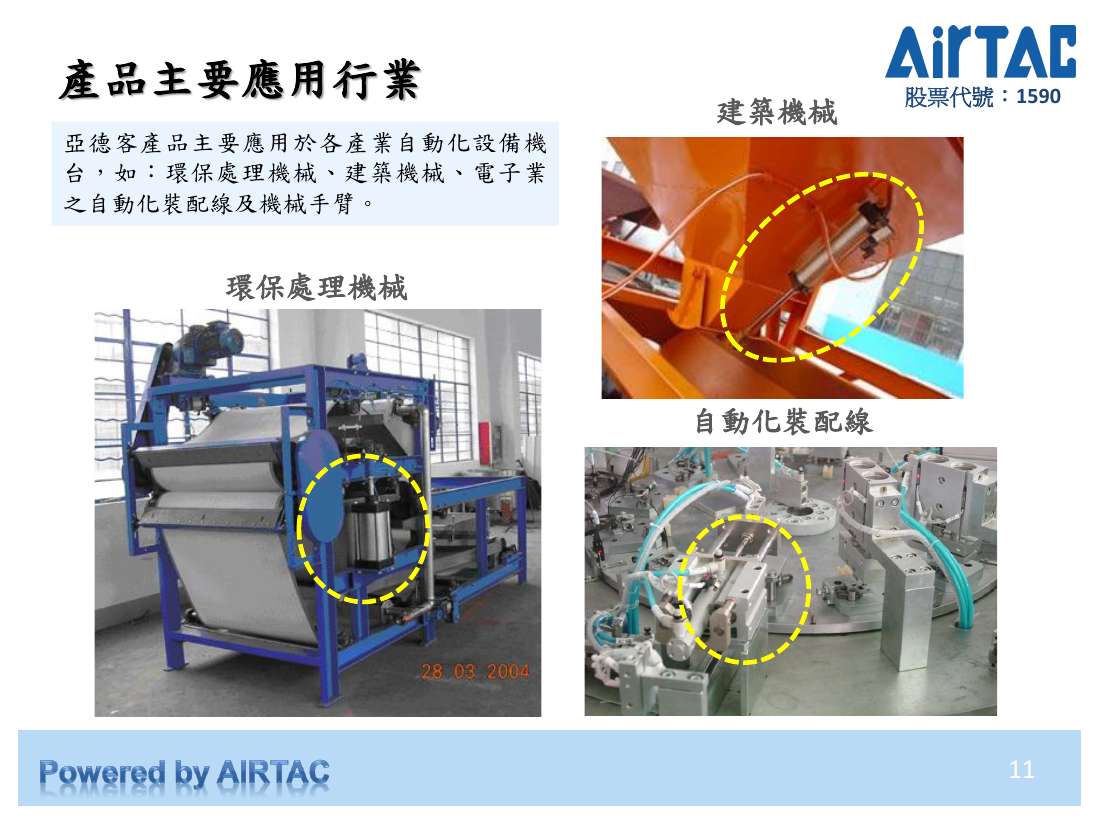 產品主要應用行業
AirTAC
股票代號：1590
亞德客產品主要應用於各產業自動化設備機
台，如：環保處理機械、建築機械、電子業
之自動化裝配線及機械手臂。
建築機械
環保處理機械
自動化裝配線
28 03 2004
Powered by AIRTAC
11